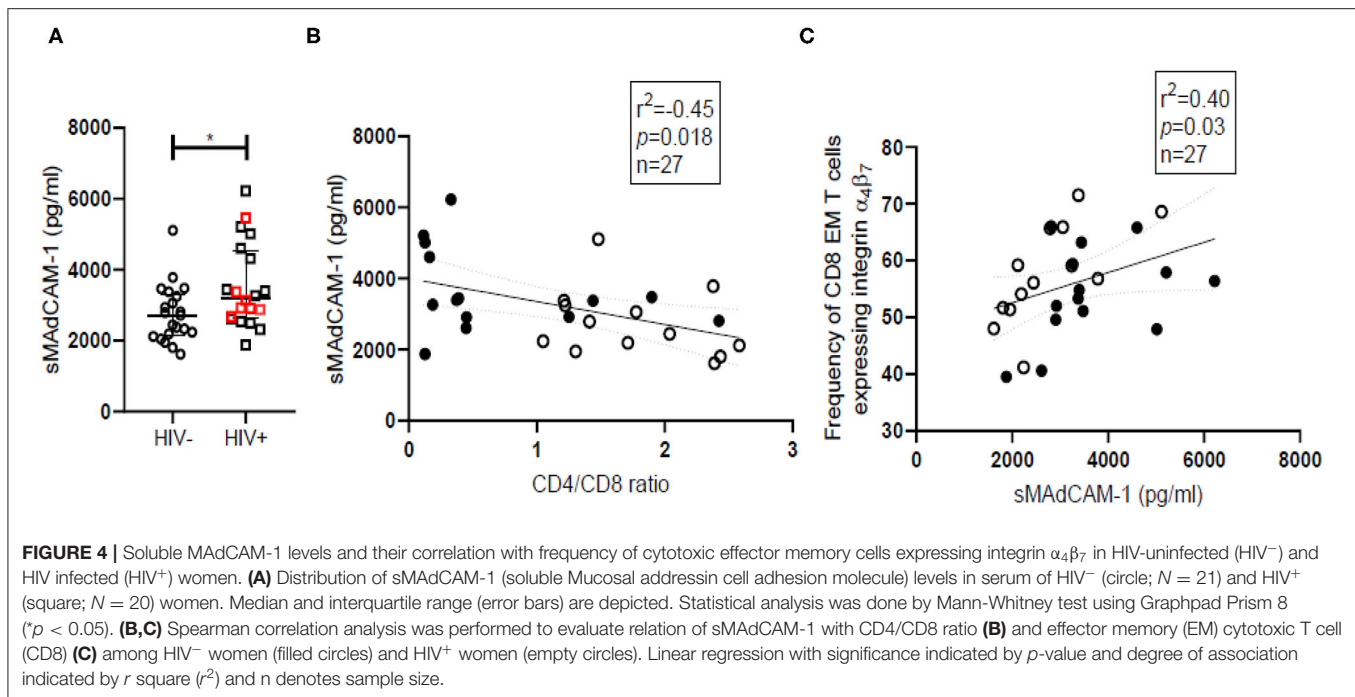 A
B
C
sMAdCAM-1 (pg/ml)
8000
6000
4000
2000
0
*
HIV-
HIV+
sMAdCAM-1 (pg/ml)
8000
6000
4000
2000
0
r²=-0.45
p=0.018
n=27
0
1
2
3
CD4/CD8 ratio
Frequency of CD8 EM T cells
expressing integrin α₄β₇
80
70
60
50
40
30
r²=0.40
p=0.03
n=27
0
2000
4000
6000
8000
sMAdCAM-1 (pg/ml)
FIGURE 4 | Soluble MAdCAM-1 levels and their correlation with frequency of cytotoxic effector memory cells expressing integrin α₄β₇ in HIV-uninfected (HIV⁻) and
HIV infected (HIV⁺) women. (A) Distribution of sMAdCAM-1 (soluble Mucosal addressin cell adhesion molecule) levels in serum of HIV⁻ (circle; N = 21) and HIV⁺
(square; N = 20) women. Median and interquartile range (error bars) are depicted. Statistical analysis was done by Mann-Whitney test using Graphpad Prism 8
(*p < 0.05). (B,C) Spearman correlation analysis was performed to evaluate relation of sMAdCAM-1 with CD4/CD8 ratio (B) and effector memory (EM) cytotoxic T cell
(CD8) (C) among HIV⁻ women (filled circles) and HIV⁺ women (empty circles). Linear regression with significance indicated by p-value and degree of association
indicated by r square (r²) and n denotes sample size.